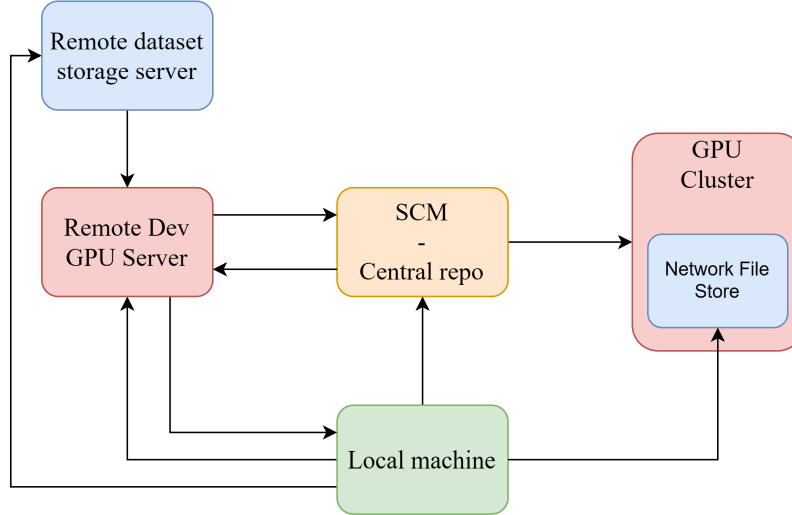 Remote dataset
storage server
GPU
Cluster
Remote Dev
GPU Server
SCM
-
Central repo
Network File
Store
Local machine